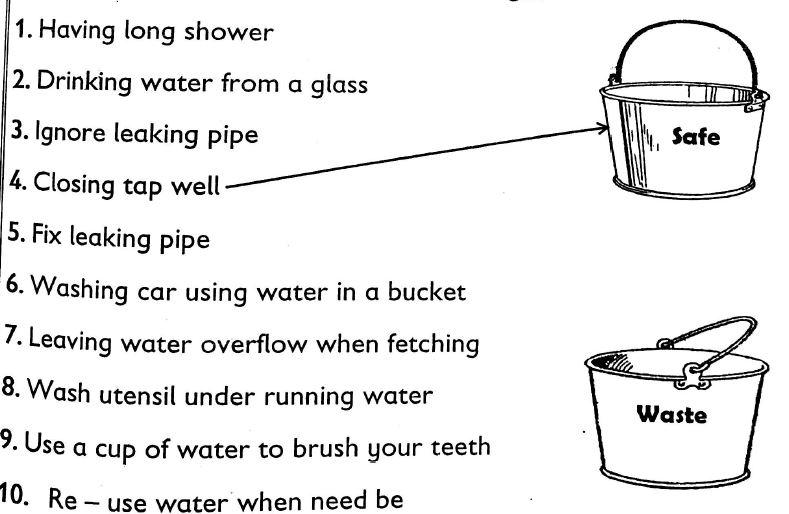 1. Having long shower
2. Drinking water from a glass
3. Ignore leaking pipe
Safe
4. Closing tap well
5. Fix leaking pipe
6. Washing car using water in a bucket
7. Leaving water overflow when fetching
8. Wash utensil under running water
Waste
9. Use a cup of water to brush your teeth
10. Re – use water when need be